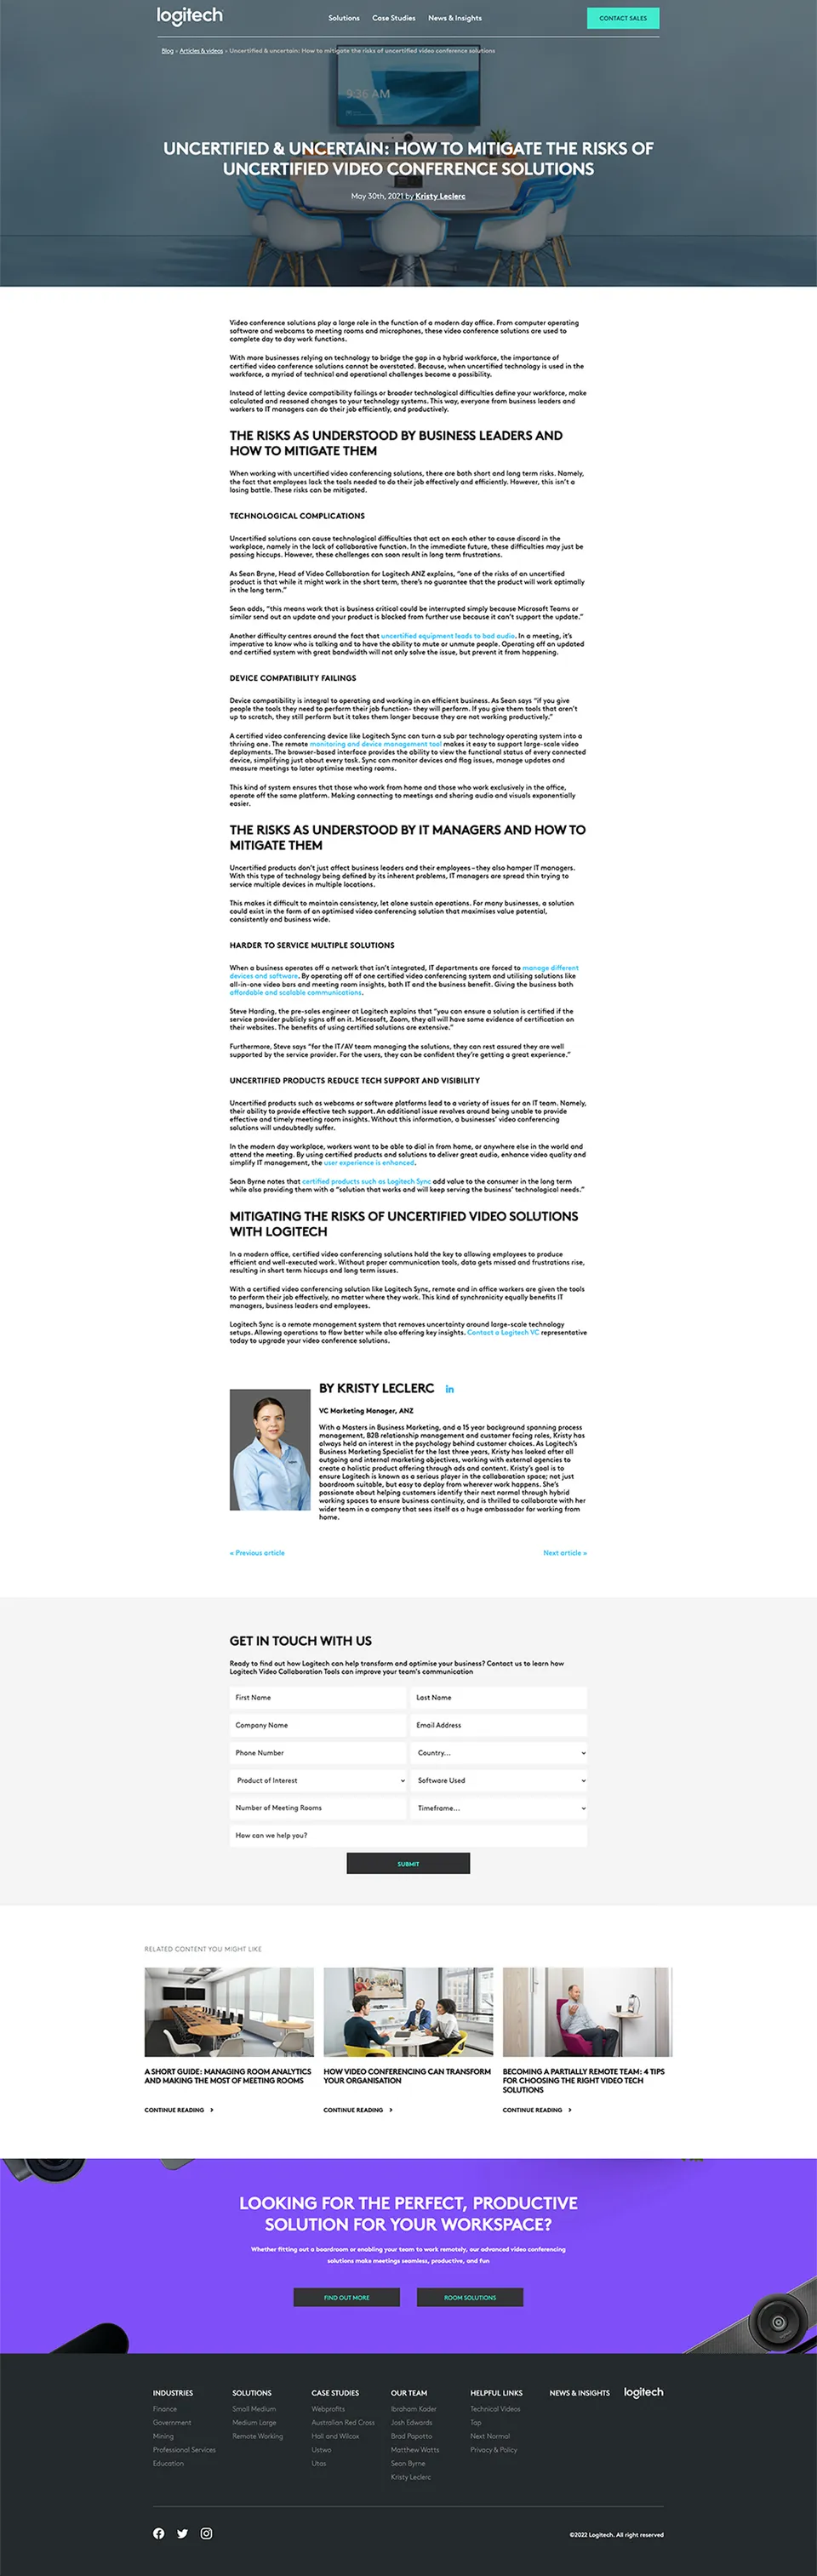 logitech
Solutions
Case Studies
News & Insights
CONTACT SALES
Blog » Articles & videos » Uncertified & uncertain: How to mitigate the risks of uncertified video conference solutions
9:36 AM
UNCERTIFIED & UNCERTAIN: HOW TO MITIGATE THE RISKS OF
UNCERTIFIED VIDEO CONFERENCE SOLUTIONS
May 30th, 2021 by Kristy Leclerc
Video conference solutions play a large role in the function of a modern day office. From computer operating
software and webcams to meeting rooms and microphones, these video conference solutions are used to
complete day to day work functions.
With more businesses relying on technology to bridge the gap in a hybrid workforce, the importance of
certified video conference solutions cannot be overstated. Because, when uncertified technology is used in the
workforce, a myriad of technical and operational challenges become a possibility.
Instead of letting device compatibility failings or broader technological difficulties define your workforce, make
calculated and reasoned changes to your technology systems. This way, everyone from business leaders and
workers to IT managers can do their job efficiently, and productively.
THE RISKS AS UNDERSTOOD BY BUSINESS LEADERS AND
HOW TO MITIGATE THEM
When working with uncertified video conferencing solutions, there are both short and long term risks. Namely,
the fact that employees lack the tools needed to do their job effectively and efficiently. However, this isn't a
losing battle. These risks can be mitigated.
TECHNOLOGICAL COMPLICATIONS
Uncertified solutions can cause technological difficulties that act on each other to cause discord in the
workplace, namely in the lack of collaborative function. In the immediate future, these difficulties may just be
passing hiccups. However, these challenges can soon result in long term frustrations.
As Sean Bryne, Head of Video Collaboration for Logitech ANZ explains, "one of the risks of an uncertified
product is that while it might work in the short term, there's no guarantee that the product will work optimally
in the long term."
Sean adds, "this means work that is business critical could be interrupted simply because Microsoft Teams or
similar send out an update and your product is blocked from further use because it can't support the update."
Another difficulty centres around the fact that uncertified equipment leads to bad audio. In a meeting, it's
imperative to know who is talking and to have the ability to mute or unmute people. Operating off an updated
and certified system with great bandwidth will not only solve the issue, but prevent it from happening.
DEVICE COMPATIBILITY FAILINGS
Device compatibility is integral to operating and working in an efficient business. As Sean says "if you give
people the tools they need to perform their job function- they will perform. If you give them tools that aren't
up to scratch, they still perform but it takes them longer because they are not working productively."
A certified video conferencing device like Logitech Sync can turn a sub par technology operating system into a
thriving one. The remote monitoring and device management tool makes it easy to support large-scale video
deployments. The browser-based interface provides the ability to view the functional status of every connected
device, simplifying just about every task. Sync can monitor devices and flag issues, manage updates and
measure meetings to later optimise meeting rooms.
This kind of system ensures that those who work from home and those who work exclusively in the office,
operate off the same platform. Making connecting to meetings and sharing audio and visuals exponentially
easier.
THE RISKS AS UNDERSTOOD BY IT MANAGERS AND HOW TO
MITIGATE THEM
Uncertified products don't just affect business leaders and their employees – they also hamper IT managers.
With this type of technology being defined by its inherent problems, IT managers are spread thin trying to
service multiple devices in multiple locations.
This makes it difficult to maintain consistency, let alone sustain operations. For many businesses, a solution
could exist in the form of an optimised video conferencing solution that maximises value potential,
consistently and business wide.
HARDER TO SERVICE MULTIPLE SOLUTIONS
When a business operates off a network that isn't integrated, IT departments are forced to manage different
devices and software. By operating off of one certified video conferencing system and utilising solutions like
all-in-one video bars and meeting room insights, both IT and the business benefit. Giving the business both
affordable and scalable communications.
Steve Harding, the pre-sales engineer at Logitech explains that "you can ensure a solution is certified if the
service provider publicly signs off on it. Microsoft, Zoom, they all will have some evidence of certification on
their websites. The benefits of using certified solutions are extensive."
Furthermore, Steve says "for the IT/AV team managing the solutions, they can rest assured they are well
supported by the service provider. For the users, they can be confident they're getting a great experience."
UNCERTIFIED PRODUCTS REDUCE TECH SUPPORT AND VISIBILITY
Uncertified products such as webcams or software platforms lead to a variety of issues for an IT team. Namely,
their ability to provide effective tech support. An additional issue revolves around being unable to provide
effective and timely meeting room insights. Without this information, a businesses' video conferencing
solutions will undoubtedly suffer.
In the modern day workplace, workers want to be able to dial in from home, or anywhere else in the world and
attend the meeting. By using certified products and solutions to deliver great audio, enhance video quality and
simplify IT management, the user experience is enhanced.
Sean Byrne notes that certified products such as Logitech Sync add value to the consumer in the long term
while also providing them with a "solution that works and will keep serving the business' technological needs."
MITIGATING THE RISKS OF UNCERTIFIED VIDEO SOLUTIONS
WITH LOGITECH
In a modern office, certified video conferencing solutions hold the key to allowing employees to produce
efficient and well-executed work. Without proper communication tools, data gets missed and frustrations rise,
resulting in short term hiccups and long term issues.
With a certified video conferencing solution like Logitech Sync, remote and in office workers are given the tools
to perform their job effectively, no matter where they work. This kind of synchronicity equally benefits IT
managers, business leaders and employees.
Logitech Sync is a remote management system that removes uncertainty around large-scale technology
setups. Allowing operations to flow better while also offering key insights. Contact a Logitech VC representative
today to upgrade your video conference solutions.
BY KRISTY LECLERC in
VC Marketing Manager, ANZ
With a Masters in Business Marketing, and a 15 year background spanning process
management, B2B relationship management and customer facing roles, Kristy has
always held an interest in the psychology behind customer choices. As Logitech's
Business Marketing Specialist for the last three years, Kristy has looked after all
outgoing and internal marketing objectives, working with external agencies to
create a holistic product offering through ads and content. Kristy's goal is to
ensure Logitech is known as a serious player in the collaboration space; not just
boardroom suitable, but easy to deploy from wherever work happens. She's
passionate about helping customers identify their next normal through hybrid
working spaces to ensure business continuity, and is thrilled to collaborate with her
wider team in a company that sees itself as a huge ambassador for working from
home.
« Previous article
Next article »
GET IN TOUCH WITH US
Ready to find out how Logitech can help transform and optimise your business? Contact us to learn how
Logitech Video Collaboration Tools can improve your team's communication
First Name
Last Name
Company Name
Email Address
Phone Number
Country...
Product of Interest
Software Used
Number of Meeting Rooms
Timeframe...
How can we help you?
SUBMIT
RELATED CONTENT YOU MIGHT LIKE
A SHORT GUIDE: MANAGING ROOM ANALYTICS
AND MAKING THE MOST OF MEETING ROOMS
CONTINUE READING >
HOW VIDEO CONFERENCING CAN TRANSFORM
YOUR ORGANISATION
CONTINUE READING >
BECOMING A PARTIALLY REMOTE TEAM: 4 TIPS
FOR CHOOSING THE RIGHT VIDEO TECH
SOLUTIONS
CONTINUE READING >
LOOKING FOR THE PERFECT, PRODUCTIVE
SOLUTION FOR YOUR WORKSPACE?
Whether fitting out a boardroom or enabling your team to work remotely, our advanced video conferencing
solutions make meetings seamless, productive, and fun
FIND OUT MORE
ROOM SOLUTIONS
INDUSTRIES
Finance
Government
Mining
Professional Services
Education
SOLUTIONS
Small Medium
Medium Large
Remote Working
CASE STUDIES
Webprofits
Australian Red Cross
Hall and Wilcox
Ustwo
Utas
OUR TEAM
Ibraham Kader
Josh Edwards
Brad Papotto
Matthew Watts
Sean Byrne
Kristy Leclerc
HELPFUL LINKS
Technical Videos
Tap
Next Normal
Privacy & Policy
NEWS & INSIGHTS
logitech
©2022 Logitech. All right reserved